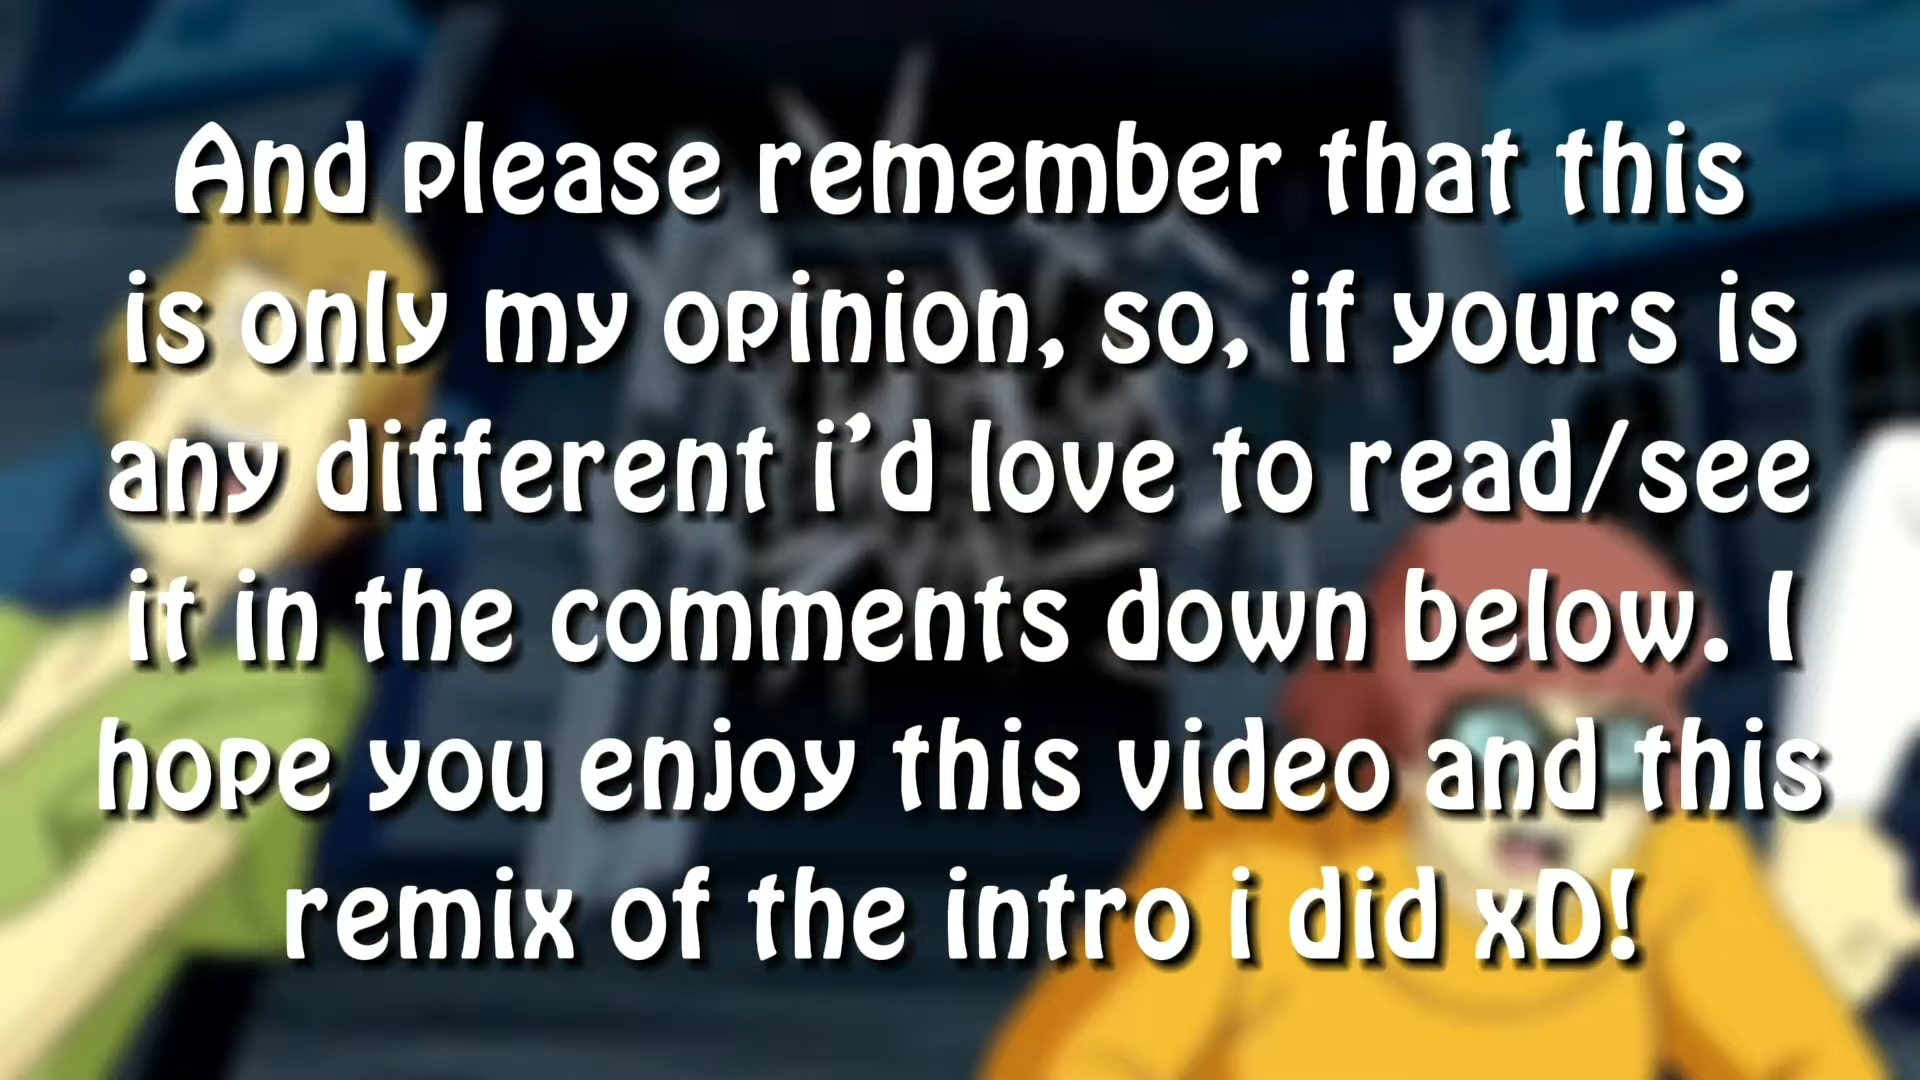 And please remember that this
is only my opinion, so, if yours is
any different i'd love to read/see
it in the comments down below. I
hope you enjoy this video and this
remix of the intro i did xD!